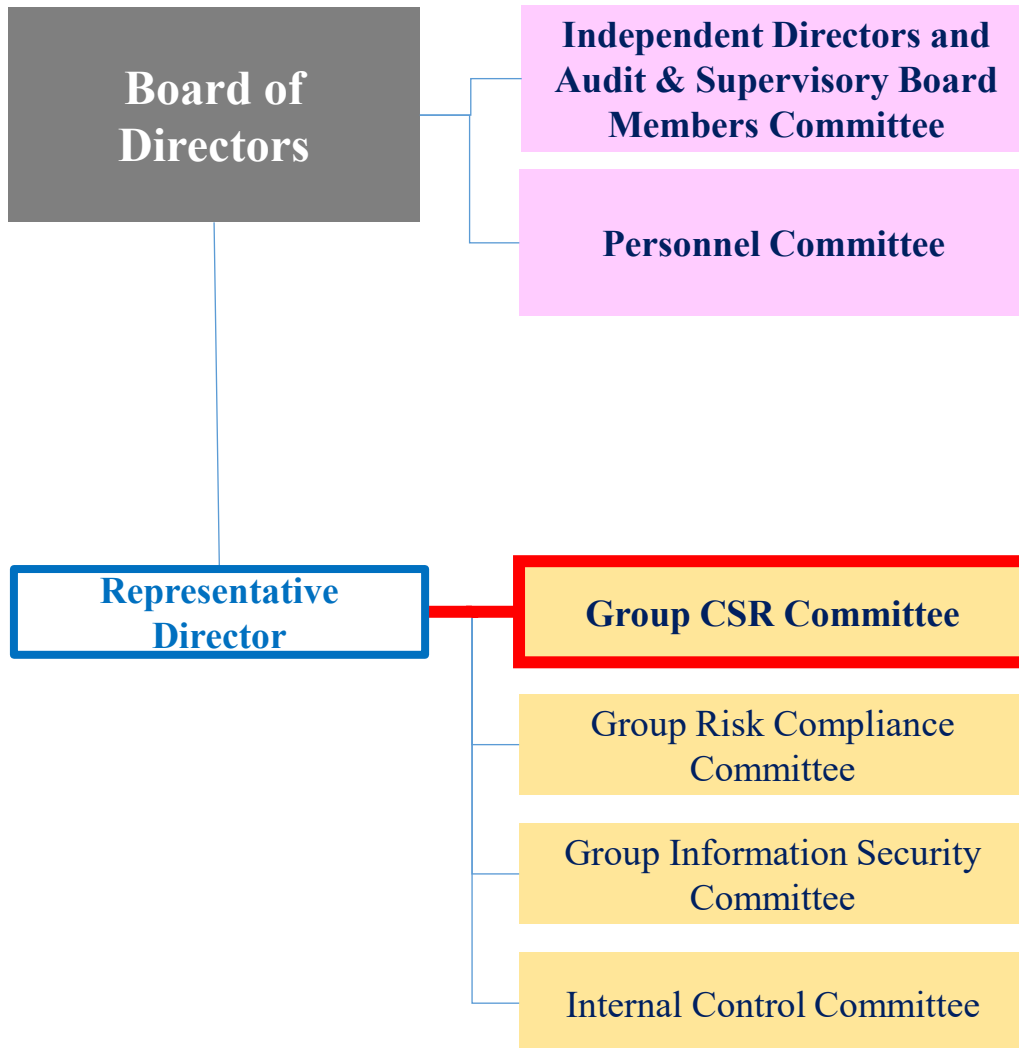 Board of
Directors
Independent Directors and
Audit & Supervisory Board
Members Committee
Personnel Committee
Representative
Director
Group CSR Committee
Group Risk Compliance
Committee
Group Information Security
Committee
Internal Control Committee